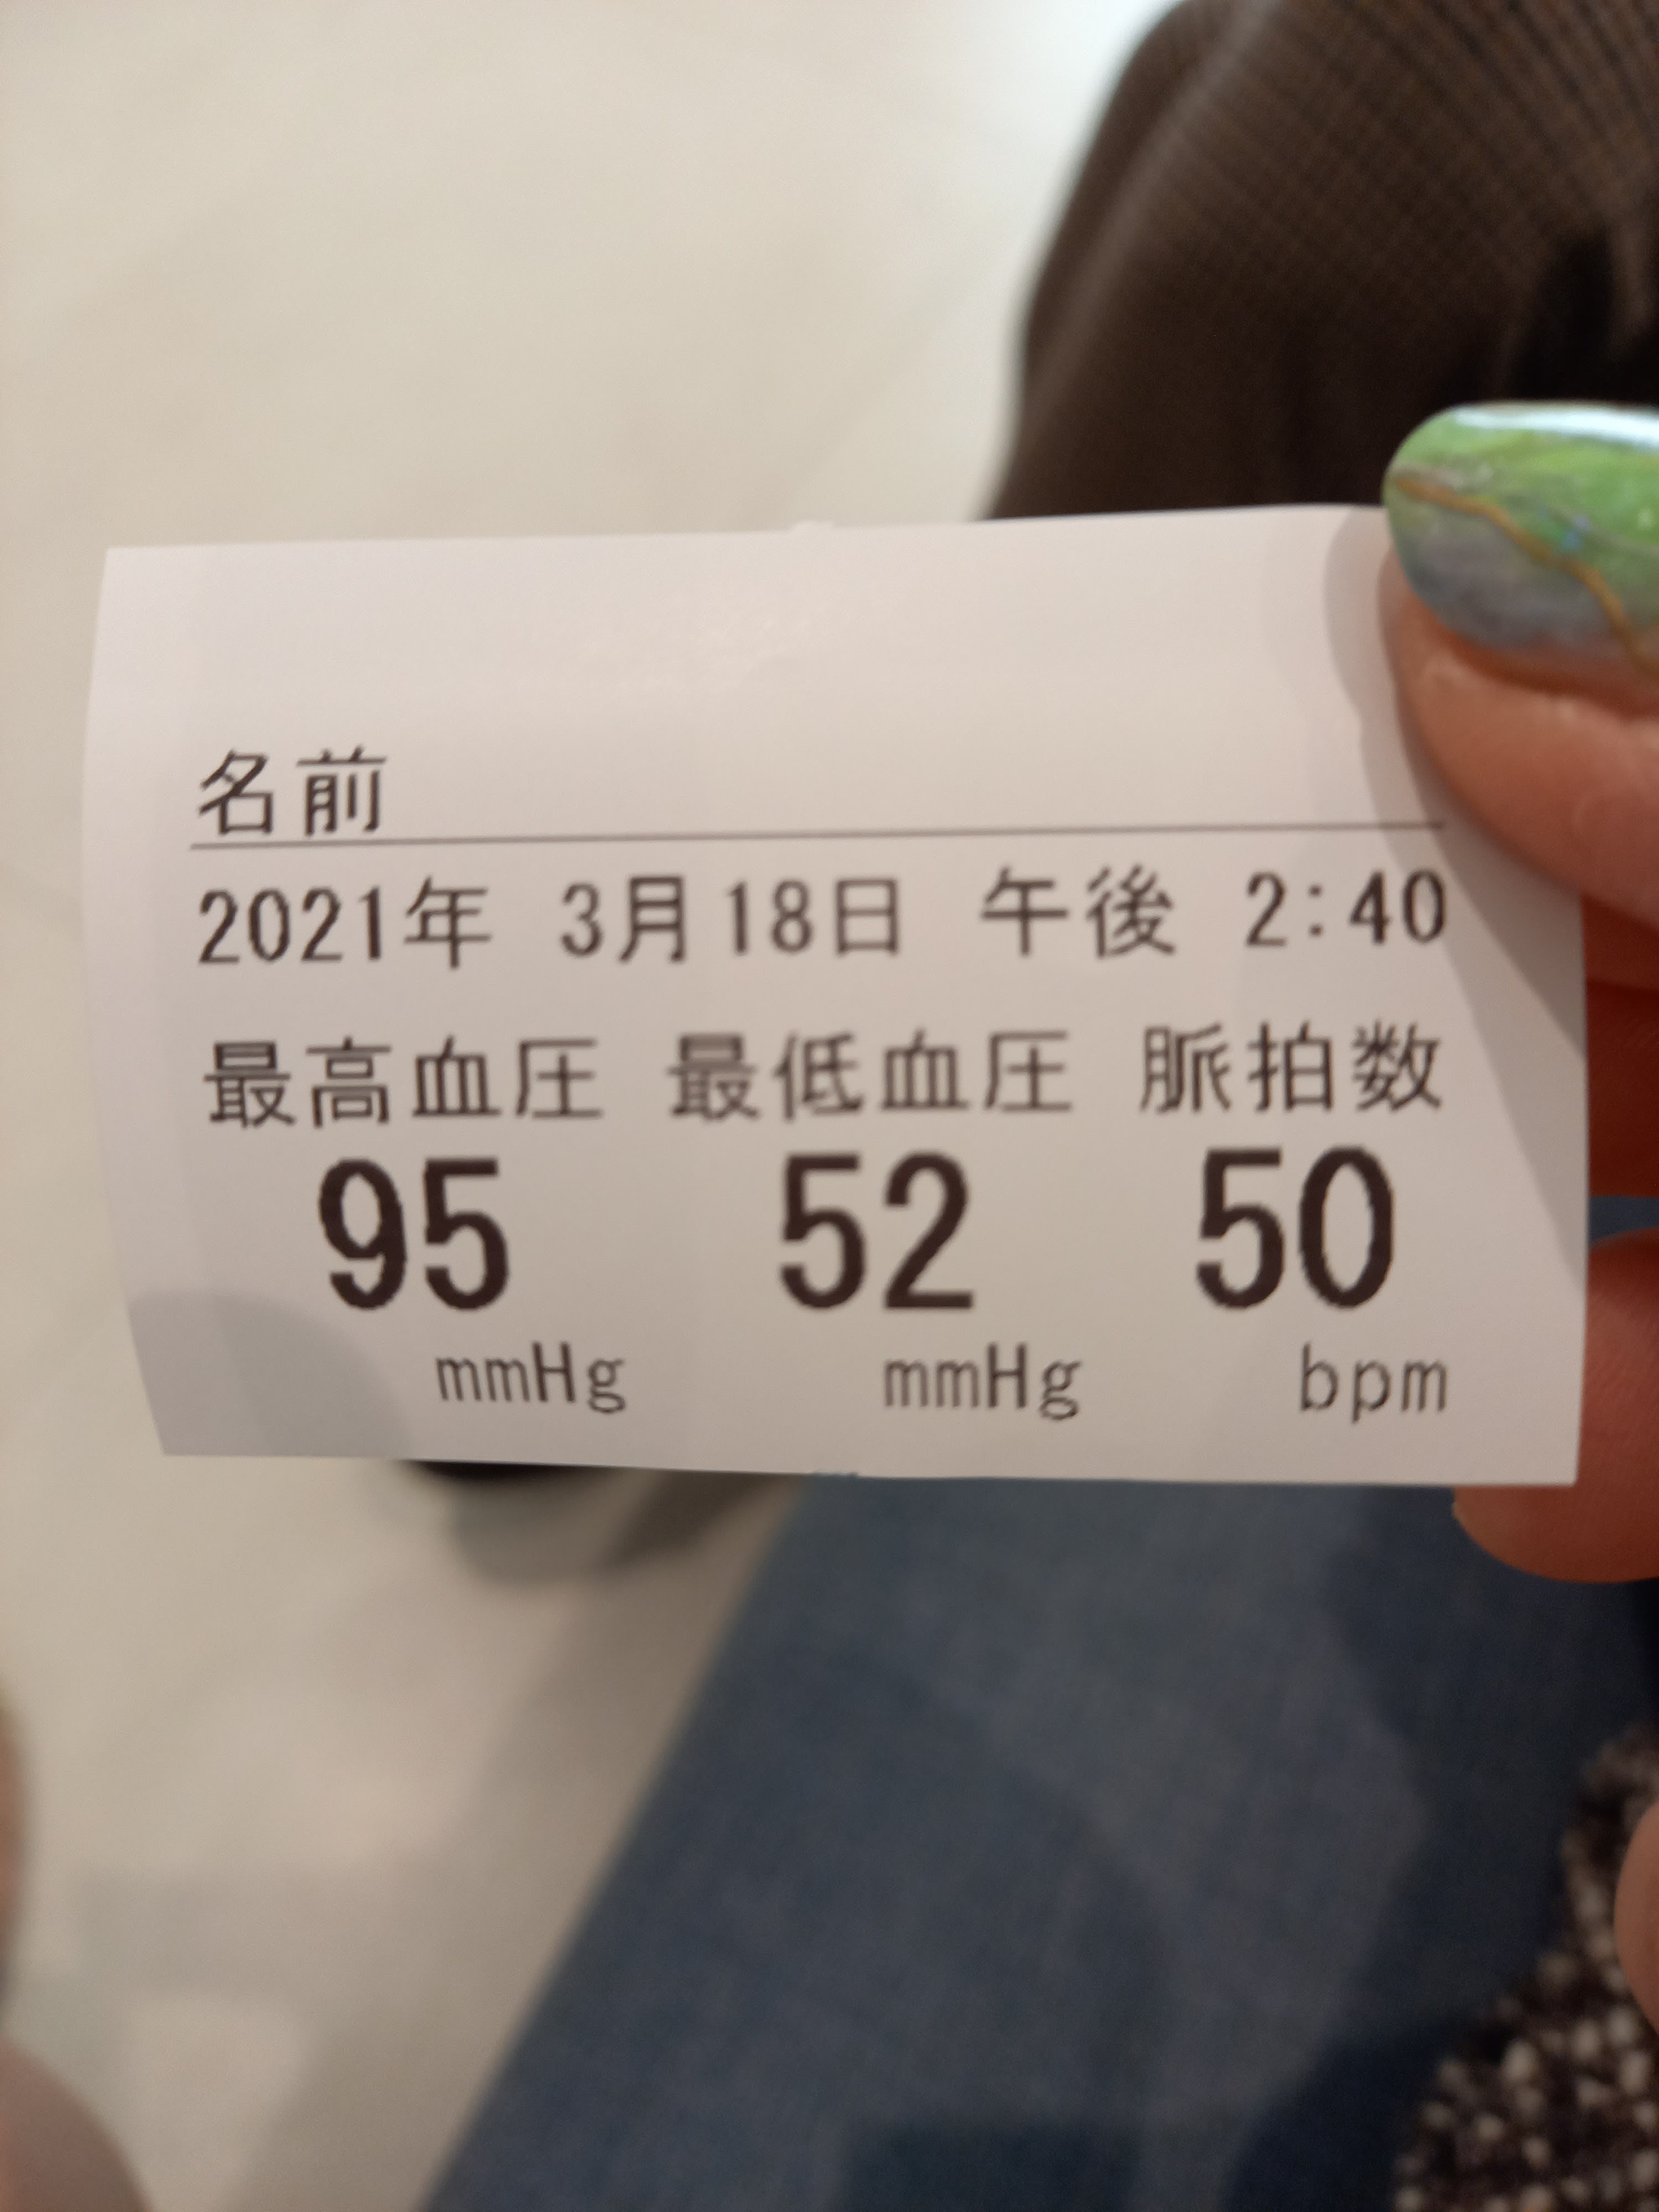 名前
2021年 3月18日 午後 2:40
最高血圧 最低血圧 脈拍数
95 52 50
mmHg mmHg bpm